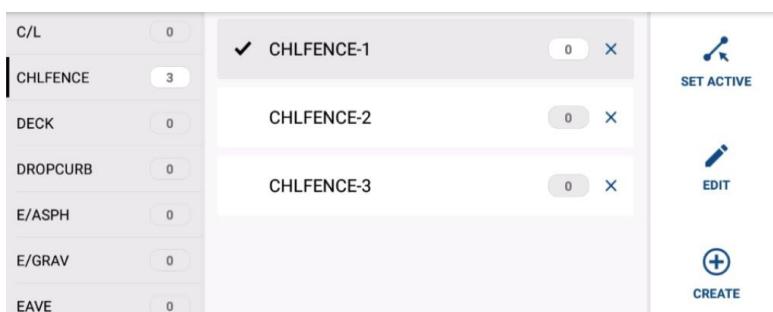 C/L 0
CHLFENCE 3
DECK 0
DROPCURB 0
E/ASPH 0
E/GRAV 0
EAVE 0
CHLFENCE-1 0
CHLFENCE-2 0
CHLFENCE-3 0
SET ACTIVE
EDIT
CREATE